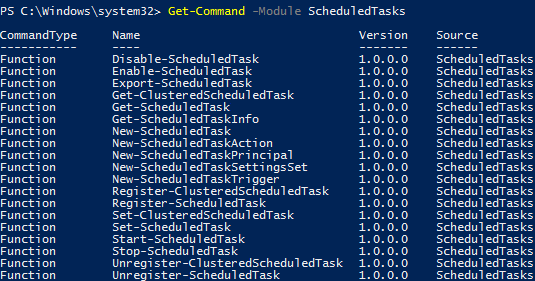 PS C:\Windows\system32> Get-Command -Module ScheduledTasks
CommandType Name Version Source
----------- ---- ------- ------
Function Disable-ScheduledTask 1.0.0.0 ScheduledTasks
Function Enable-ScheduledTask 1.0.0.0 ScheduledTasks
Function Export-ScheduledTask 1.0.0.0 ScheduledTasks
Function Get-ClusteredScheduledTask 1.0.0.0 ScheduledTasks
Function Get-ScheduledTask 1.0.0.0 ScheduledTasks
Function Get-ScheduledTaskInfo 1.0.0.0 ScheduledTasks
Function New-ScheduledTask 1.0.0.0 ScheduledTasks
Function New-ScheduledTaskAction 1.0.0.0 ScheduledTasks
Function New-ScheduledTaskPrincipal 1.0.0.0 ScheduledTasks
Function New-ScheduledTaskSettingsSet 1.0.0.0 ScheduledTasks
Function New-ScheduledTaskTrigger 1.0.0.0 ScheduledTasks
Function Register-ClusteredScheduledTask 1.0.0.0 ScheduledTasks
Function Register-ScheduledTask 1.0.0.0 ScheduledTasks
Function Set-ClusteredScheduledTask 1.0.0.0 ScheduledTasks
Function Set-ScheduledTask 1.0.0.0 ScheduledTasks
Function Start-ScheduledTask 1.0.0.0 ScheduledTasks
Function Stop-ScheduledTask 1.0.0.0 ScheduledTasks
Function Unregister-ClusteredScheduledTask 1.0.0.0 ScheduledTasks
Function Unregister-ScheduledTask 1.0.0.0 ScheduledTasks